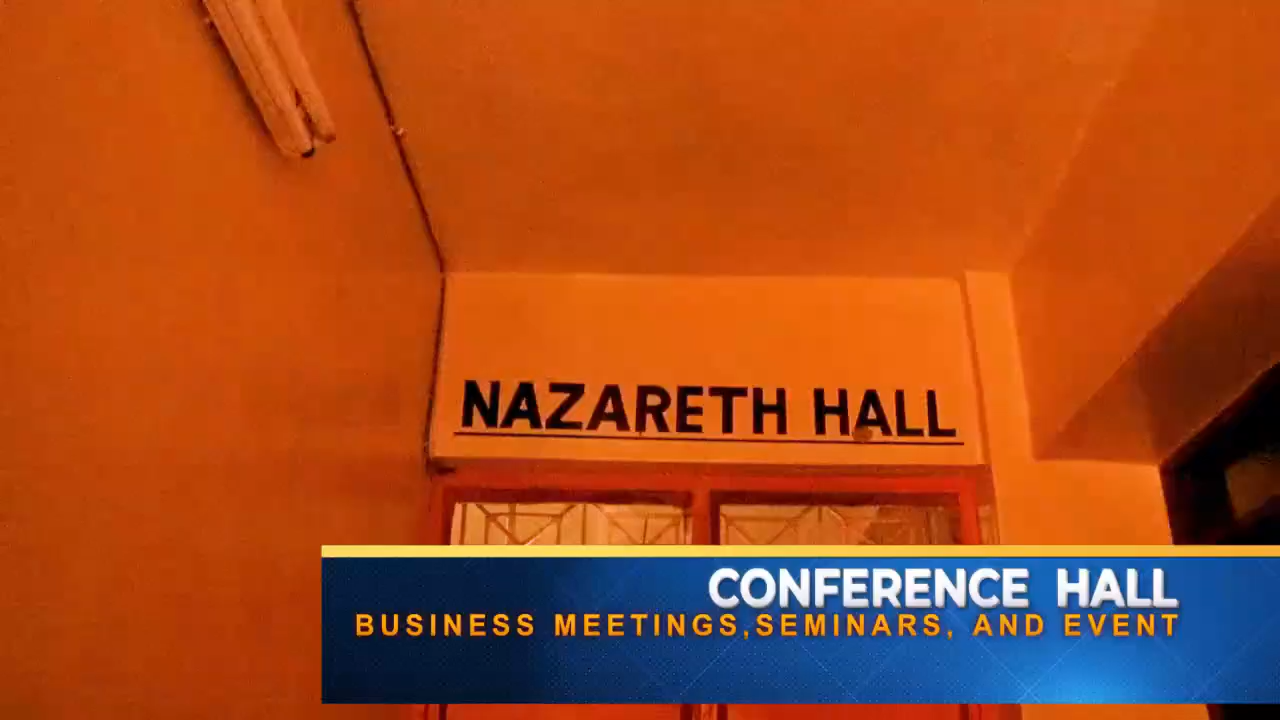 NAZARETH HALL
CONFERENCE HALL
BUSINESS MEETINGS,SEMINARS, AND EVENT